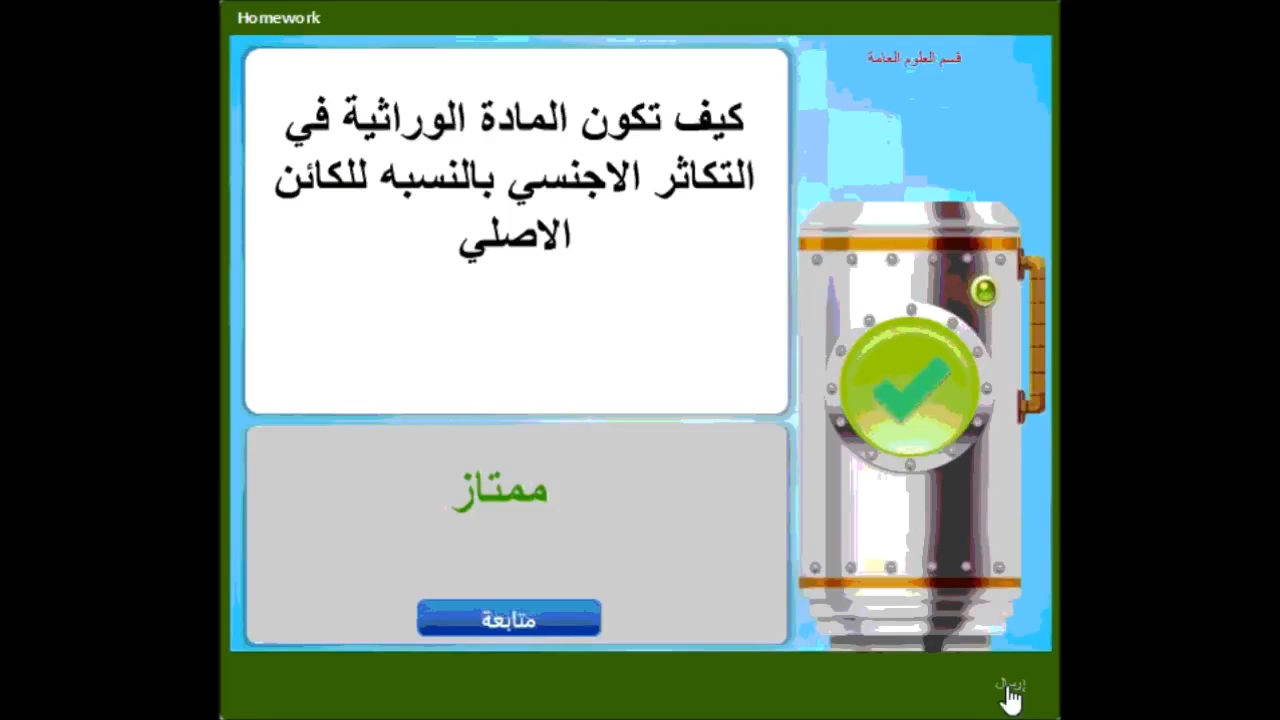 Homework
قسم العلوم العامة
كيف تكون المادة الوراثية في
التكاثر الاجنسي بالنسبه للكائن
الاصلي
ممتاز
متابعة
إرسال